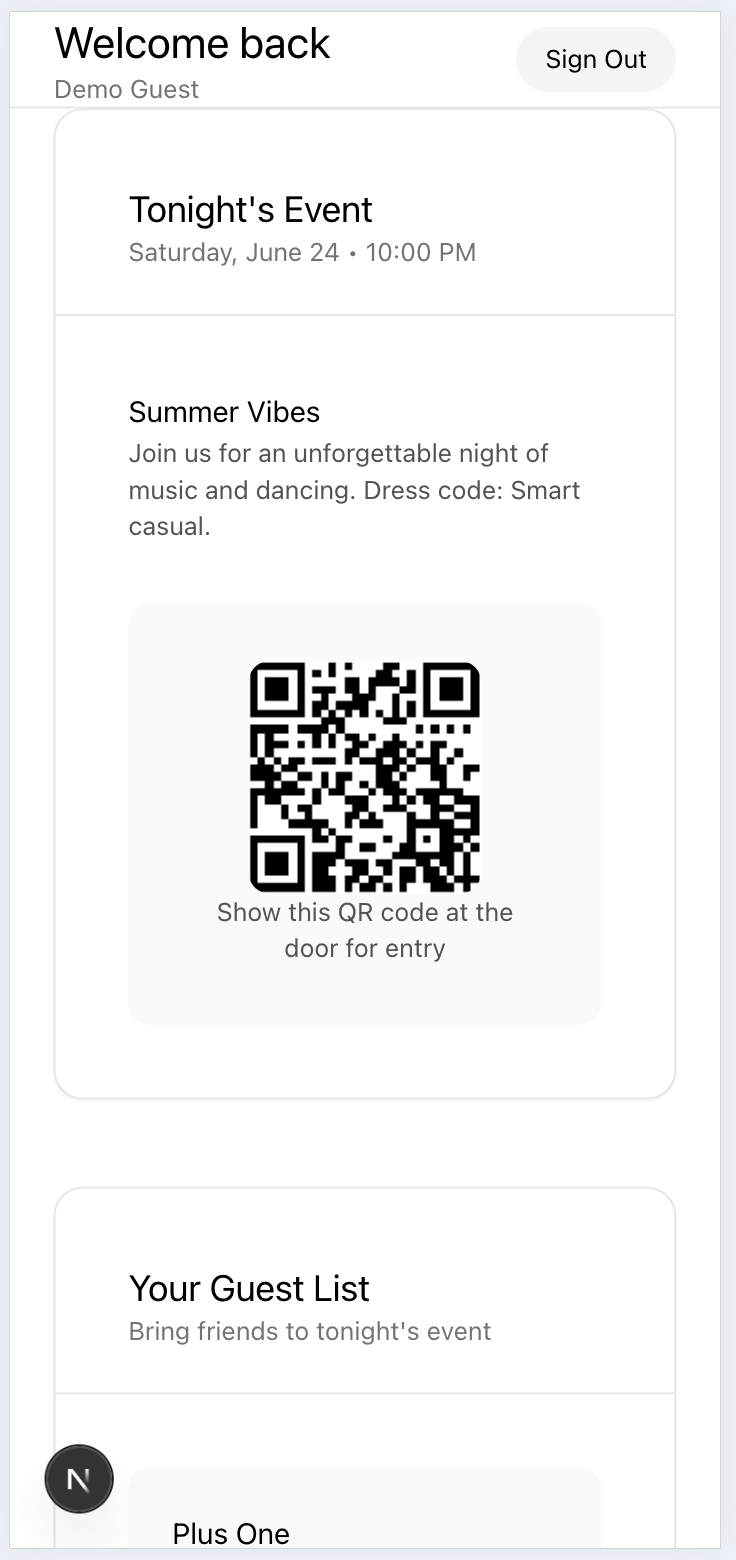 Welcome back
Demo Guest
Sign Out
Tonight's Event
Saturday, June 24 • 10:00 PM
Summer Vibes
Join us for an unforgettable night of
music and dancing. Dress code: Smart
casual.
Show this QR code at the
door for entry
Your Guest List
Bring friends to tonight's event
N
Plus One